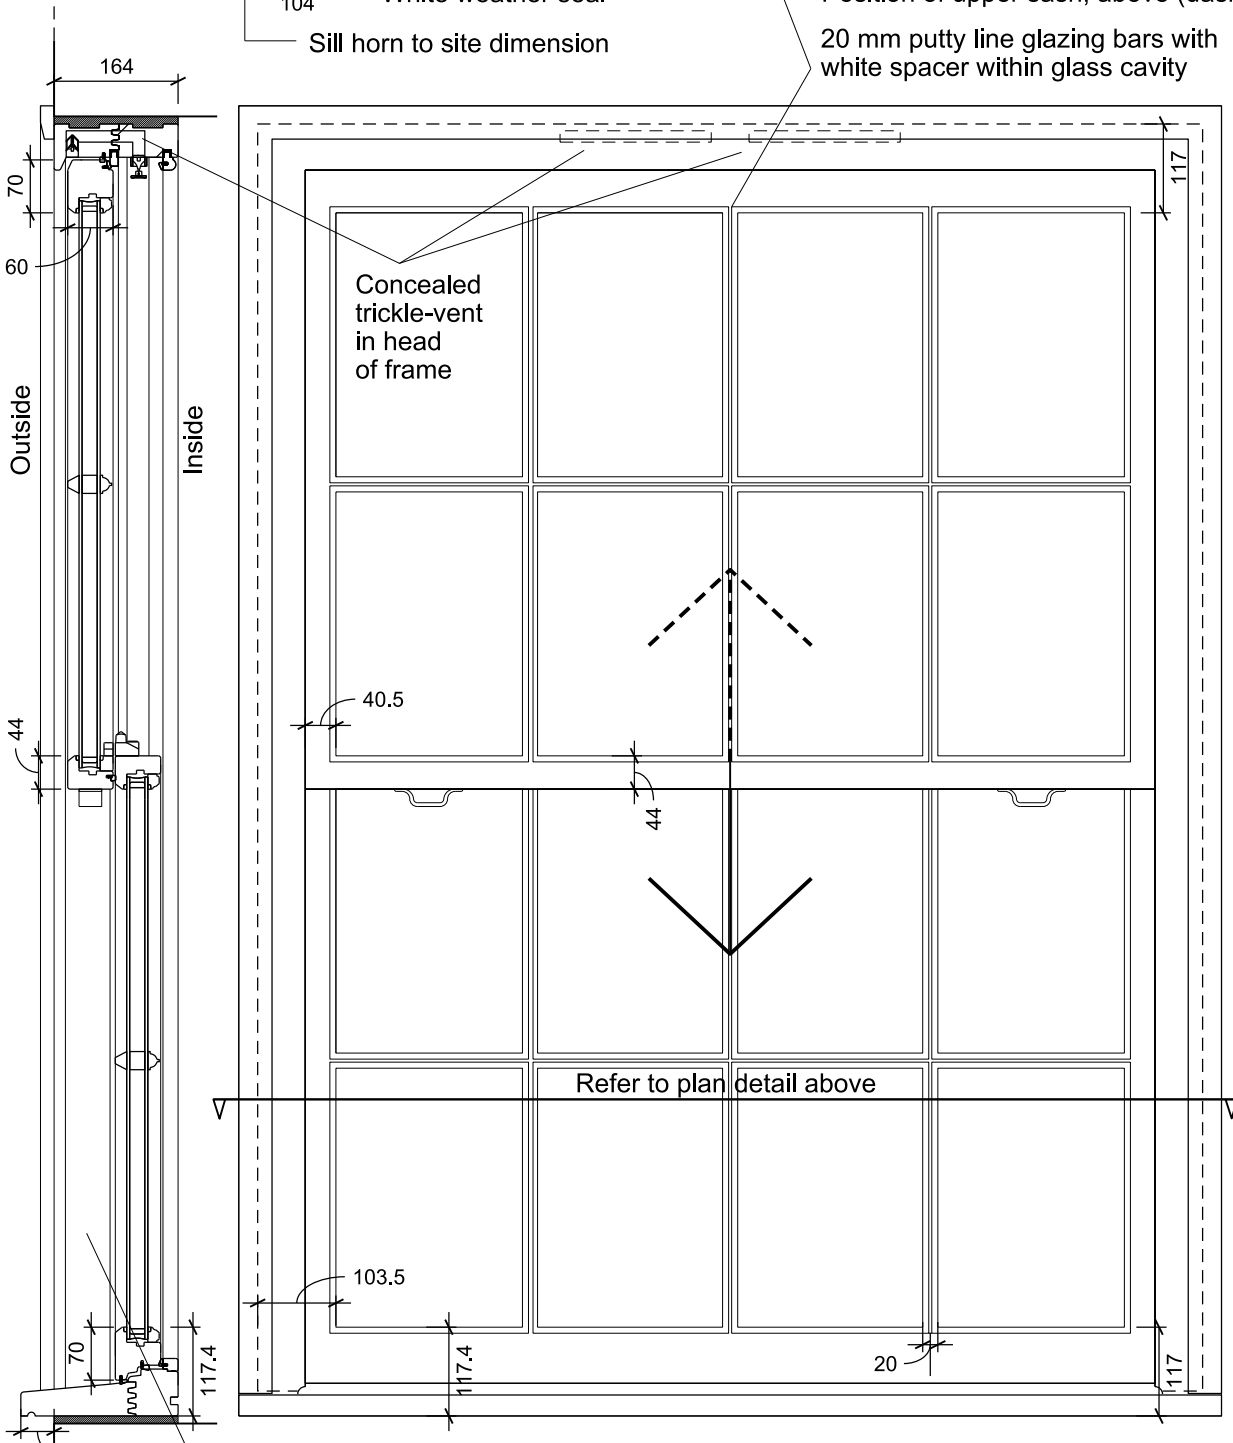 104
White weather seal
Position of upper sash, above
Sill horn to site dimension
20 mm putty line glazing bars with
white spacer within glass cavity
164
70
117
60
Concealed
trickle-vent
in head
of frame
Outside
Inside
40.5
44
44
Refer to plan detail above
103.5
70
117.4
117.4
20
117